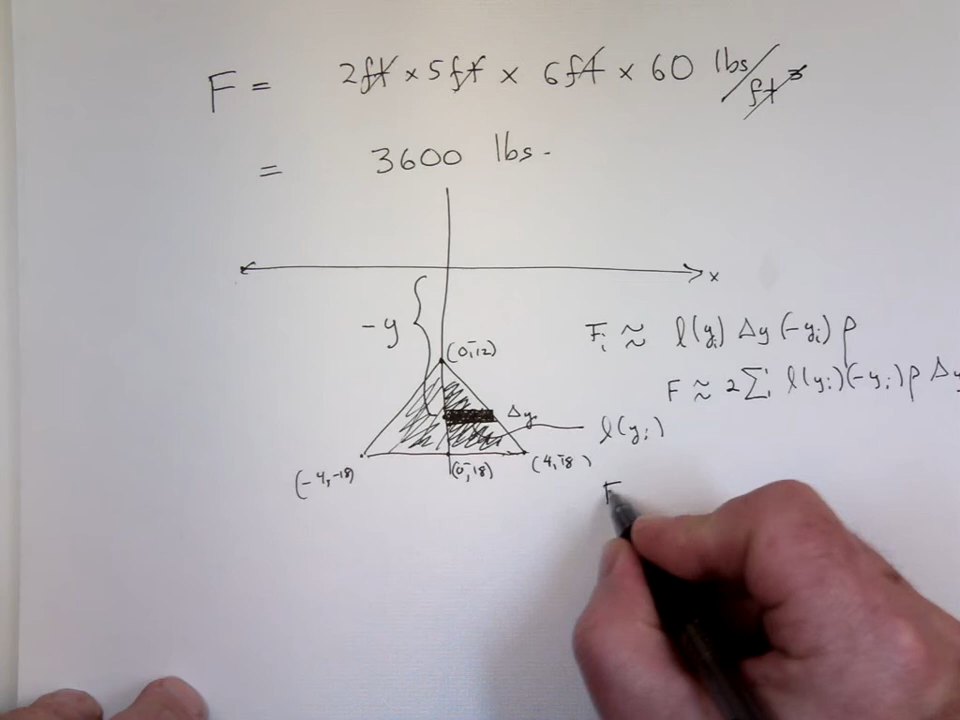 F = 2ft × 5ft × 6ft × 60 lbs/ft³
= 3600 lbs.
x
-y
(0,-12)
Fᵢ ≈ l(yᵢ) Δy (-yᵢ) ρ
F ≈ 2 Σᵢ l(yᵢ)(-yᵢ) ρ Δy
Δy
l(yᵢ)
(-4,-18)
(0,-18)
(4,-18)
F